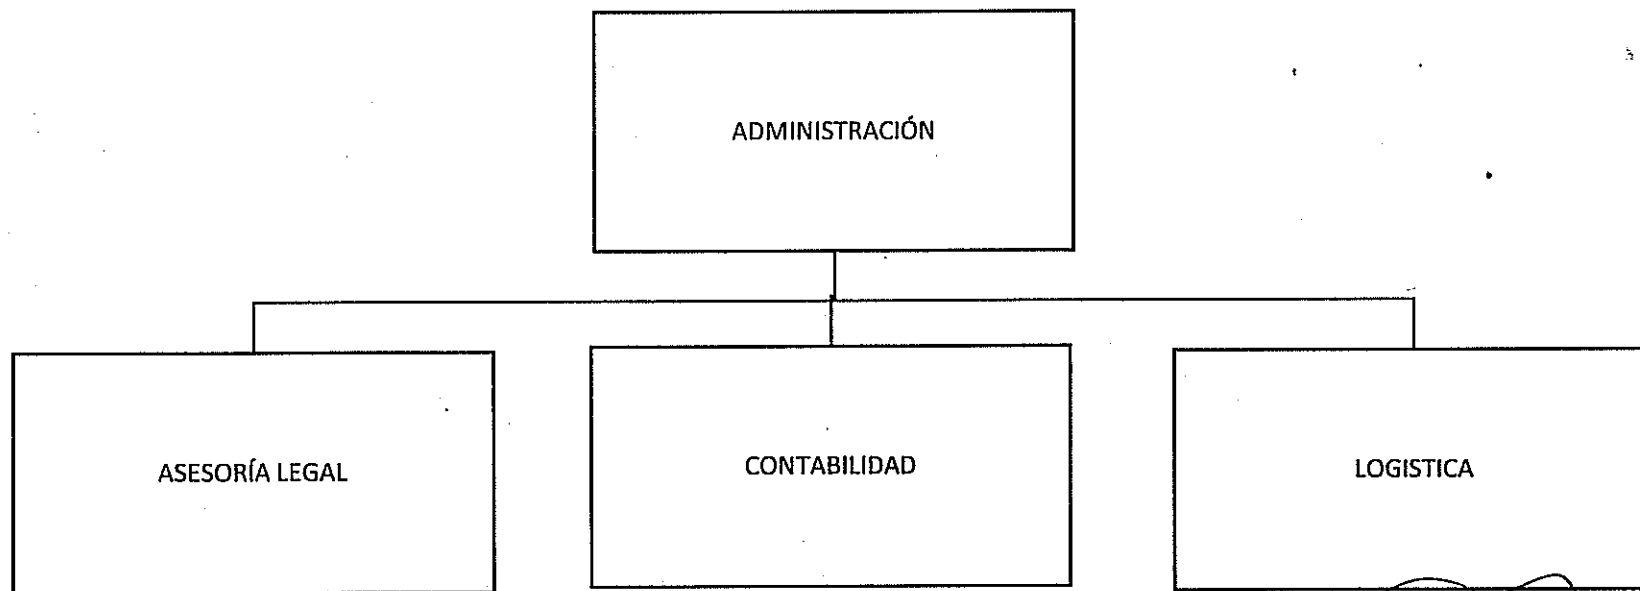 ADMINISTRACIÓN
ASESORÍA LEGAL
CONTABILIDAD
LOGISTICA